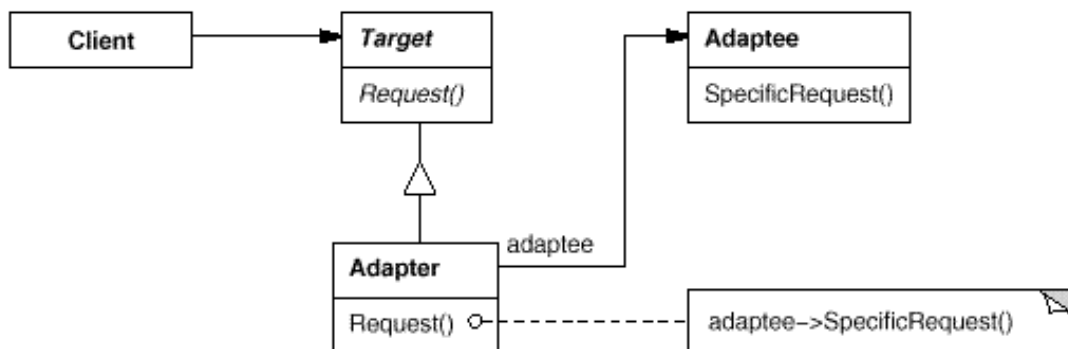 Client
Target
Request()
Adaptee
SpecificRequest()
adaptee
Adapter
Request()
adaptee->SpecificRequest()